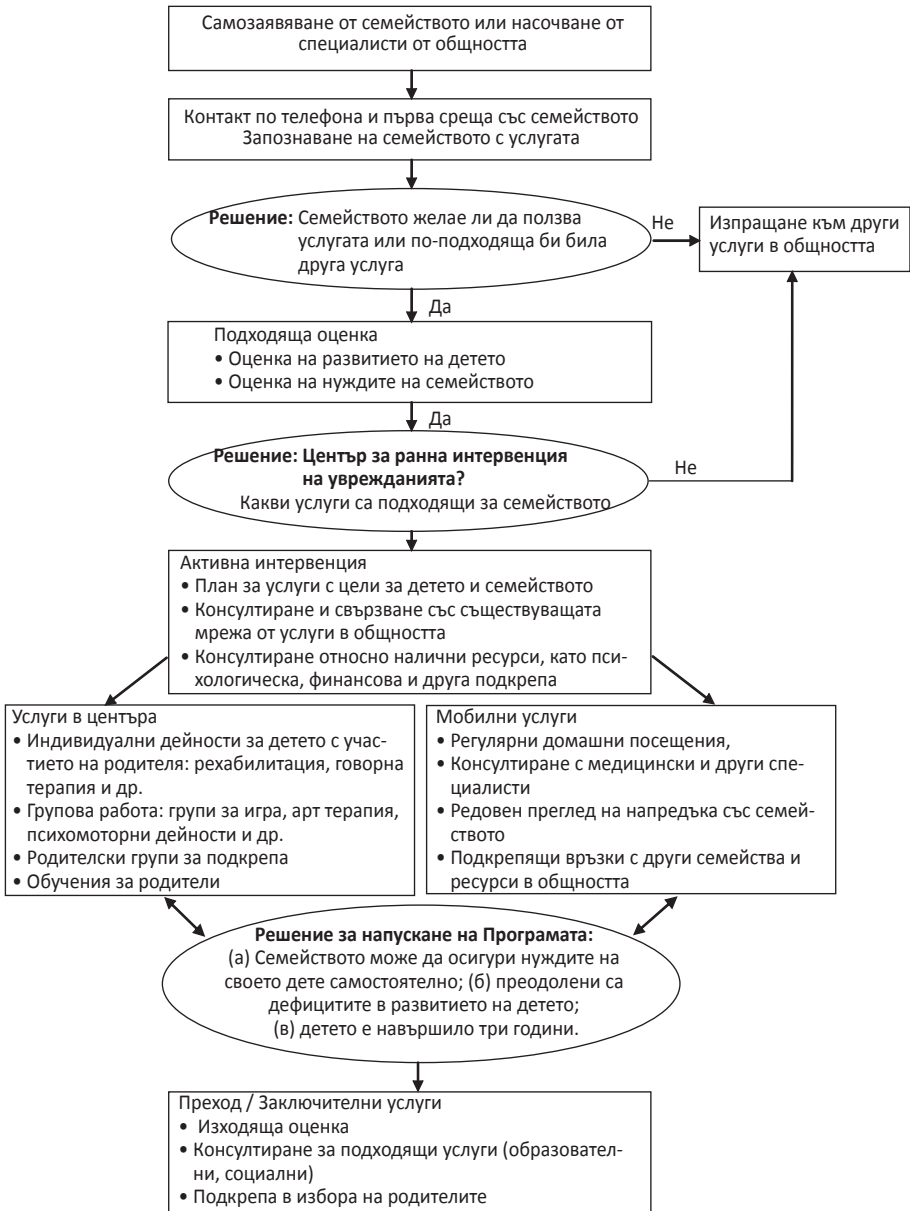 Самозаявяване от семейството или насочване от
специалисти от общността
Контакт по телефона и първа среща със семейството
Запознаване на семейството с услугата
Решение: Семейството желае ли да ползва
услугата или по-подходяща би била
друга услуга
Не
Изпращане към други
услуги в общността
Да
Подходяща оценка
• Оценка на развитието на детето
• Оценка на нуждите на семейството
Да
Решение: Център за ранна интервенция
на уврежданията?
Какви услуги са подходящи за семейството
Не
Активна интервенция
• План за услуги с цели за детето и семейството
• Консултиране и свързване със съществуващата
мрежа от услуги в общността
• Консултиране относно налични ресурси, като пси-
хологическа, финансова и друга подкрепа
Услуги в центъра
• Индивидуални дейности за детето с учас-
тието на родителя: рехабилитация, говорна
терапия и др.
• Групова работа: групи за игра, арт терапия,
психомоторни дейности и др.
• Родителски групи за подкрепа
• Обучения за родители
Мобилни услуги
• Регулярни домашни посещения,
• Консултиране с медицински и други спе-
циалисти
• Редовен преглед на напредъка със семей-
ството
• Подкрепящи връзки с други семейства и
ресурси в общността
Решение за напускане на Програмата:
(а) Семейството може да осигури нуждите на
своето дете самостоятелно; (б) преодолени са
дефицитите в развитието на детето;
(в) детето е навършило три години.
Преход / Заключителни услуги
• Изходяща оценка
• Консултиране за подходящи услуги (образовател-
ни, социални)
• Подкрепа в избора на родителите